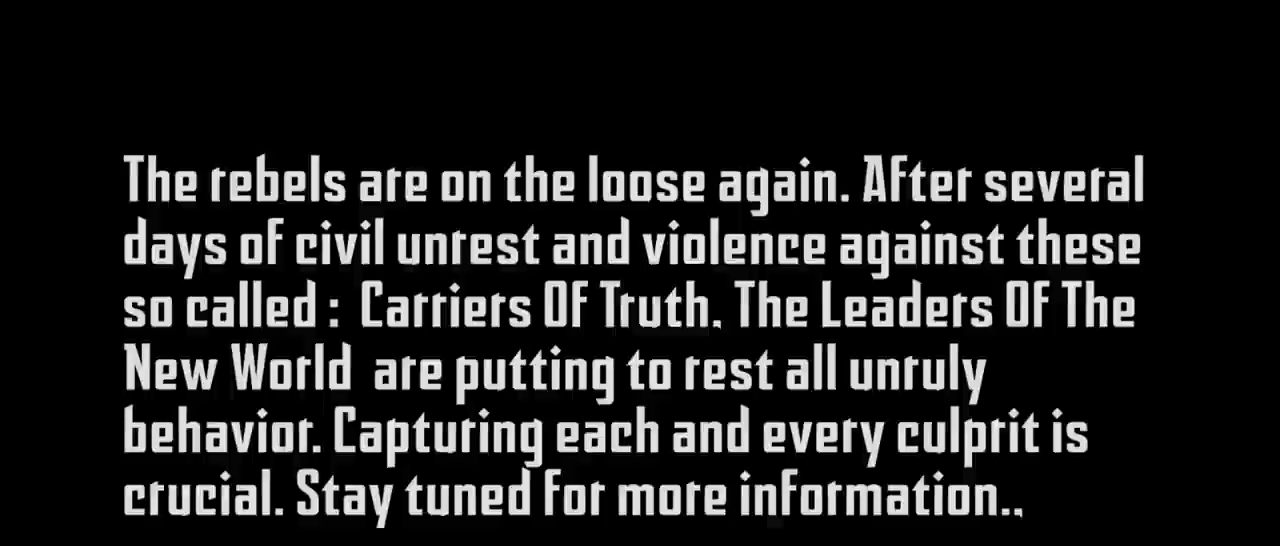 The rebels are on the loose again. After several
days of civil unrest and violence against these
so called : Carriers Of Truth, The Leaders Of The
New World  are putting to rest all unruly
behavior. Capturing each and every culprit is
crucial. Stay tuned for more information..,